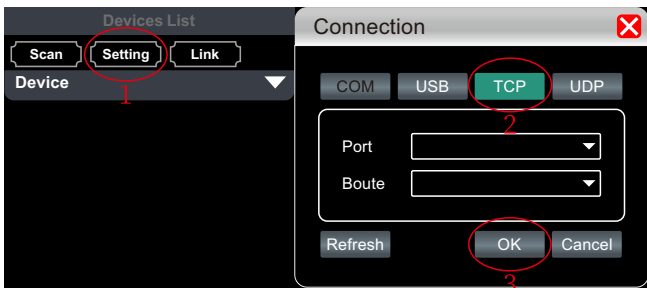 Devices List
Scan Setting Link
Device
1
Connection
COM USB TCP UDP
2
Port
Boute
Refresh OK Cancel
3